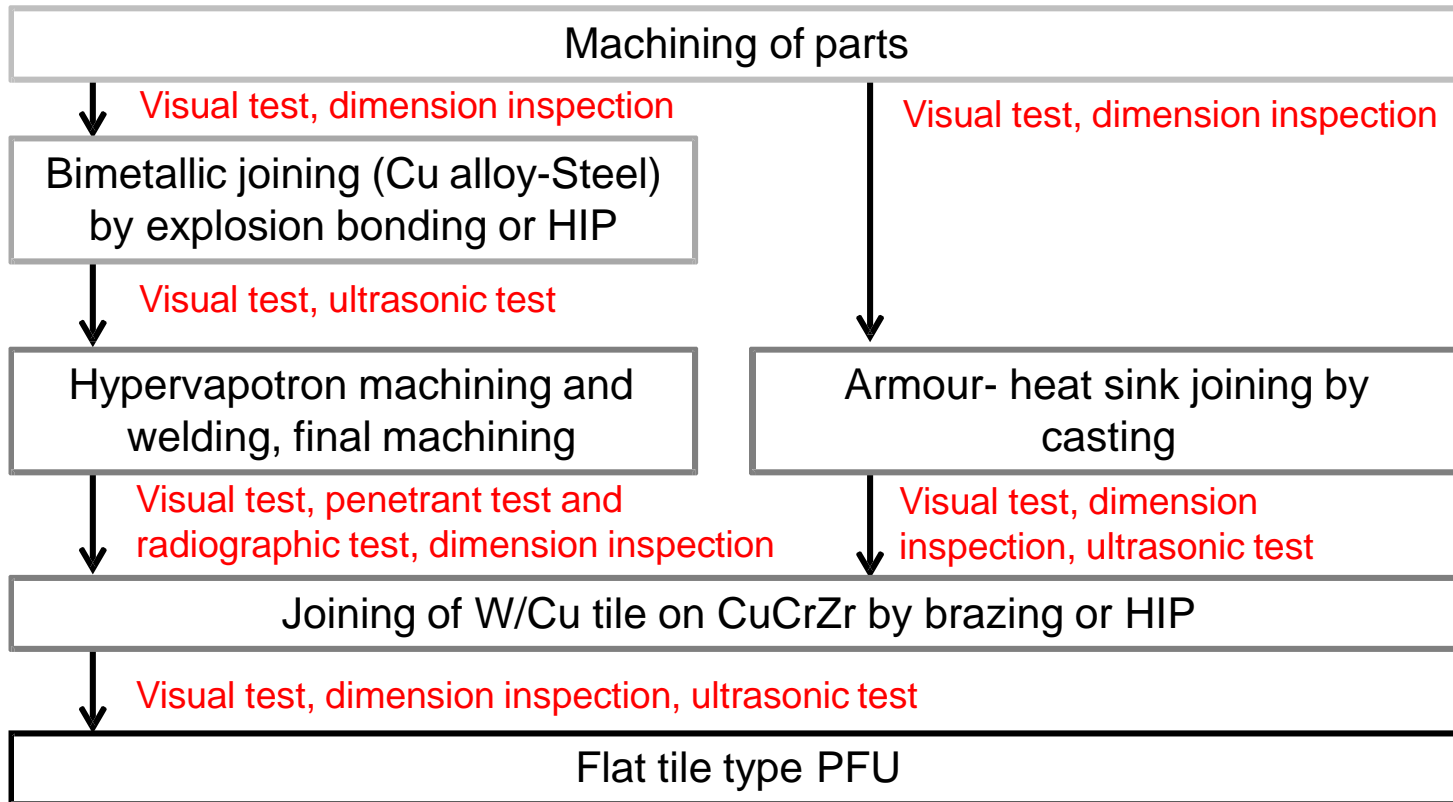 Machining of parts
Visual test, dimension inspection
Visual test, dimension inspection
Bimetallic joining (Cu alloy-Steel)
by explosion bonding or HIP
Visual test, ultrasonic test
Hypervapotron machining and
welding, final machining
Armour- heat sink joining by
casting
Visual test, penetrant test and
radiographic test, dimension inspection
Visual test, dimension
inspection, ultrasonic test
Joining of W/Cu tile on CuCrZr by brazing or HIP
Visual test, dimension inspection, ultrasonic test
Flat tile type PFU